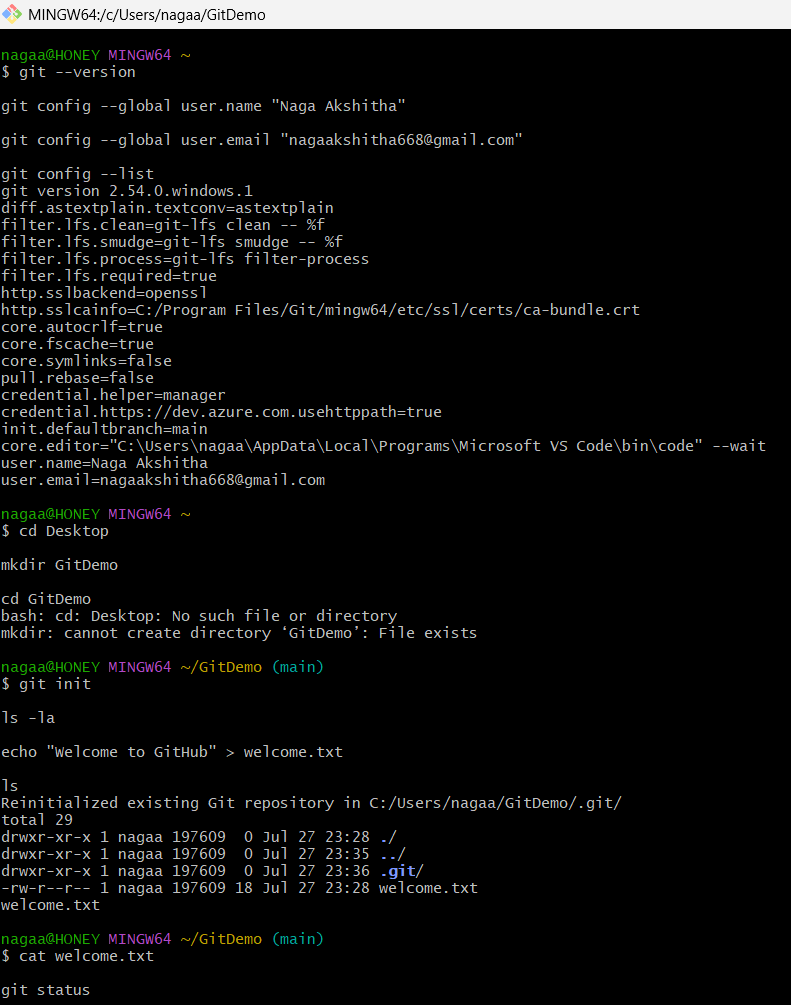 MINGW64:/c/Users/nagaa/GitDemo
nagaa@HONEY MINGW64 ~
$ git --version
git config --global user.name "Naga Akshitha"
git config --global user.email "nagaakshitha668@gmail.com"
git config --list
git version 2.54.0.windows.1
diff.astextplain.textconv=astextplain
filter.lfs.clean=git-lfs clean -- %f
filter.lfs.smudge=git-lfs smudge -- %f
filter.lfs.process=git-lfs filter-process
filter.lfs.required=true
http.sslbackend=openssl
http.sslcainfo=C:/Program Files/Git/mingw64/etc/ssl/certs/ca-bundle.crt
core.autocrlf=true
core.fscache=true
core.symlinks=false
pull.rebase=false
credential.helper=manager
credential.https://dev.azure.com.usehttppath=true
init.defaultbranch=main
core.editor="C:\Users\nagaa\AppData\Local\Programs\Microsoft VS Code\bin\code" --wait
user.name=Naga Akshitha
user.email=nagaakshitha668@gmail.com
nagaa@HONEY MINGW64 ~
$ cd Desktop
mkdir GitDemo
cd GitDemo
bash: cd: Desktop: No such file or directory
mkdir: cannot create directory ‘GitDemo’: File exists
nagaa@HONEY MINGW64 ~/GitDemo (main)
$ git init
ls -la
echo "Welcome to GitHub" > welcome.txt
ls
Reinitialized existing Git repository in C:/Users/nagaa/GitDemo/.git/
total 29
drwxr-xr-x 1 nagaa 197609  0 Jul 27 23:28 ./
drwxr-xr-x 1 nagaa 197609  0 Jul 27 23:35 ../
drwxr-xr-x 1 nagaa 197609  0 Jul 27 23:36 .git/
-rw-r--r-- 1 nagaa 197609 18 Jul 27 23:28 welcome.txt
welcome.txt
nagaa@HONEY MINGW64 ~/GitDemo (main)
$ cat welcome.txt
git status